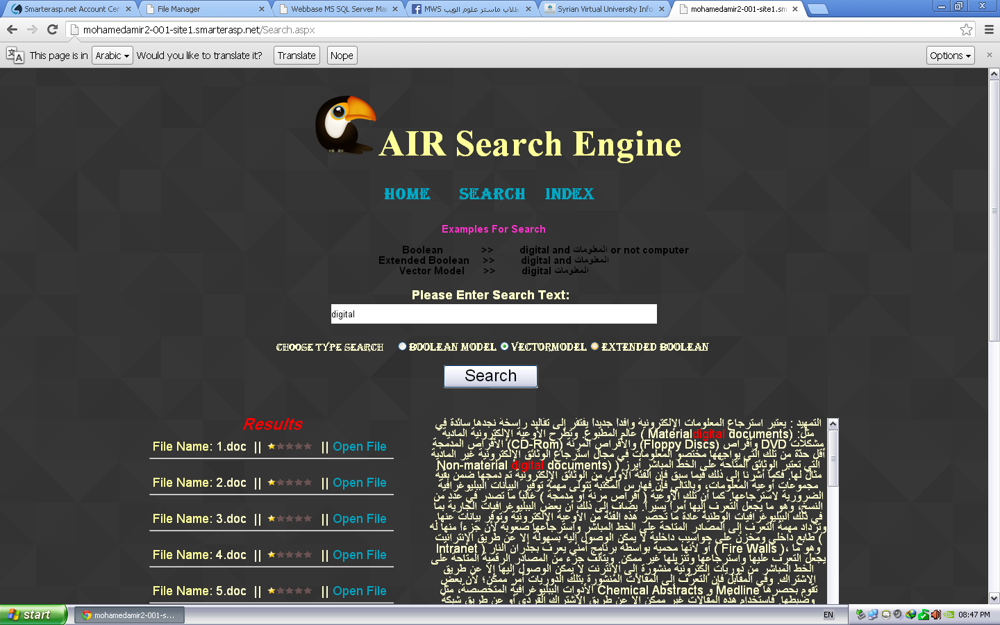 Smarterasp.net Account Cer
File Manager
Webbase MS SQL Server Ma
طلاب ماستر علوم الويب MWS
Syrian Virtual University Info
mohamedamir2-001-site1.sm
mohamedamir2-001-site1.smarterasp.net/Search.aspx
This page is in Arabic Would you like to translate it? Translate Nope Options
AIR Search Engine
HOME SEARCH INDEX
Examples For Search
Boolean >> digital and المعلومات or not computer
Extended Boolean >> digital and المعلومات
Vector Model >> digital المعلومات
Please Enter Search Text:
digital
CHOOSE TYPE SEARCH BOOLEAN MODEL VECTORMODEL EXTENDED BOOLEAN
Search
Results
File Name: 1.doc || || Open File
File Name: 2.doc || || Open File
File Name: 3.doc || || Open File
File Name: 4.doc || || Open File
File Name: 5.doc || || Open File
التمهيد : يعتبر استرجاع المعلومات الإلكترونية وافداً جديداً يفتقر إلى تقاليد راسخة نجدها سائدة في
عالم المطبوع. وتطرح الأوعية الإلكترونية المادية ( Material digital documents) مثل:
الأقراص المدمجة (CD-Rom) والأقراص المرنة (Floppy Discs) وأقراص DVD مشكلات
أقل حدّة من تلك التي يواجهها مختصو المعلومات في مجال استرجاع الوثائق الإلكترونية غير المادية
( Non-material digital documents) التي تعتبر الوثائق المتاحة على الخط المباشر أبرز
مثال لها. فكما أشرنا إلى ذلك فيما سبق فإن الفئة الأولى من الوثائق الإلكترونية تم دمجها ضمن بقية
مجموعات أوعية المعلومات، وبالتالي فإن فهارس المكتبة تتولى مهمة توفير البيانات الببليوغرافية
الضرورية لاسترجاعها. كما أن تلك الأوعية ( أقراص مرنة أو مدمجة ) غالباً ما تصدر في عدد من
النسخ، وهو ما يجعل التعرف إليها أمراً يسيراً. يضاف إلى ذلك أن بعض الببليوغرافيات الجارية بما
في ذلك الببليوغرافيات الوطنية عادة ما تحصر هذه الفئة من الأوعية الإلكترونية وتوفر بيانات عنها.
وتزداد مهمة التعرف إلى المصادر المتاحة على الخط المباشر واسترجاعها صعوبة لأن جزءاً منها له
طابع داخلي ومخزن على حواسيب داخلية لا يمكن الوصول إليه بسهولة إلا عن طريق الإنترانيت (
Intranet ) أو لأنها محمية بواسطة برنامج أمني يعرف بجدران النار ( Fire Walls )، وهو ما
يجعل التعرف عليها واسترجاعها وتنزيلها غير ممكن. ويتألف جزء من المصادر الرقمية المتاحة على
الخط المباشر من دوريات إلكترونية منشورة إلى الإنترنت لا يمكن الوصول إليها إلا عن طريق
الاشتراك. وفي المقابل فإن التعرف إلى المقالات المنشورة بتلك الدوريات أمر ممكن؛ لأن بعض
الأدوات الببليوغرافية المتخصصة، مثل Chemical Abstracts و Medline تقوم بحصرها
وضبطها. فاستخدام هذه المقالات غير ممكن إلا عن طريق الاشتراك الفردي أو عن طريق شبكة
start mohamedamir2-001-s... EN 08:47 PM